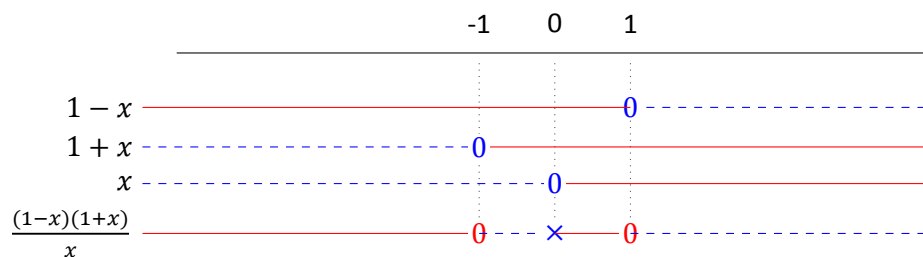 -1 0 1
1 − x 0
1 + x 0
x 0
(1−x)(1+x)/x 0 × 0